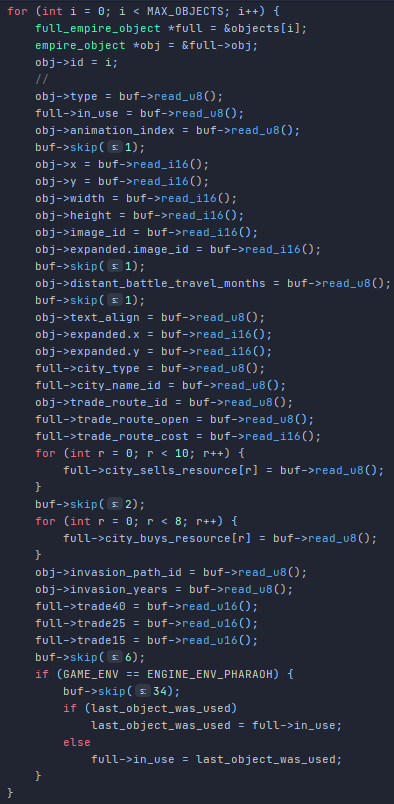 for (int i = 0; i < MAX_OBJECTS; i++) {
    full_empire_object *full = &objects[i];
    empire_object *obj = &full->obj;
    obj->id = i;
    //
    obj->type = buf->read_u8();
    full->in_use = buf->read_u8();
    obj->animation_index = buf->read_u8();
    buf->skip( s: 1);
    obj->x = buf->read_i16();
    obj->y = buf->read_i16();
    obj->width = buf->read_i16();
    obj->height = buf->read_i16();
    obj->image_id = buf->read_i16();
    obj->expanded.image_id = buf->read_i16();
    buf->skip( s: 1);
    obj->distant_battle_travel_months = buf->read_u8();
    buf->skip( s: 1);
    obj->text_align = buf->read_u8();
    obj->expanded.x = buf->read_i16();
    obj->expanded.y = buf->read_i16();
    full->city_type = buf->read_u8();
    full->city_name_id = buf->read_u8();
    obj->trade_route_id = buf->read_u8();
    full->trade_route_open = buf->read_u8();
    full->trade_route_cost = buf->read_i16();
    for (int r = 0; r < 10; r++) {
        full->city_sells_resource[r] = buf->read_u8();
    }
    buf->skip( s: 2);
    for (int r = 0; r < 8; r++) {
        full->city_buys_resource[r] = buf->read_u8();
    }
    obj->invasion_path_id = buf->read_u8();
    obj->invasion_years = buf->read_u8();
    full->trade40 = buf->read_u16();
    full->trade25 = buf->read_u16();
    full->trade15 = buf->read_u16();
    buf->skip( s: 6);
    if (GAME_ENV == ENGINE_ENV_PHARAOH) {
        buf->skip( s: 34);
        if (last_object_was_used)
            last_object_was_used = full->in_use;
        else
            full->in_use = last_object_was_used;
    }
}